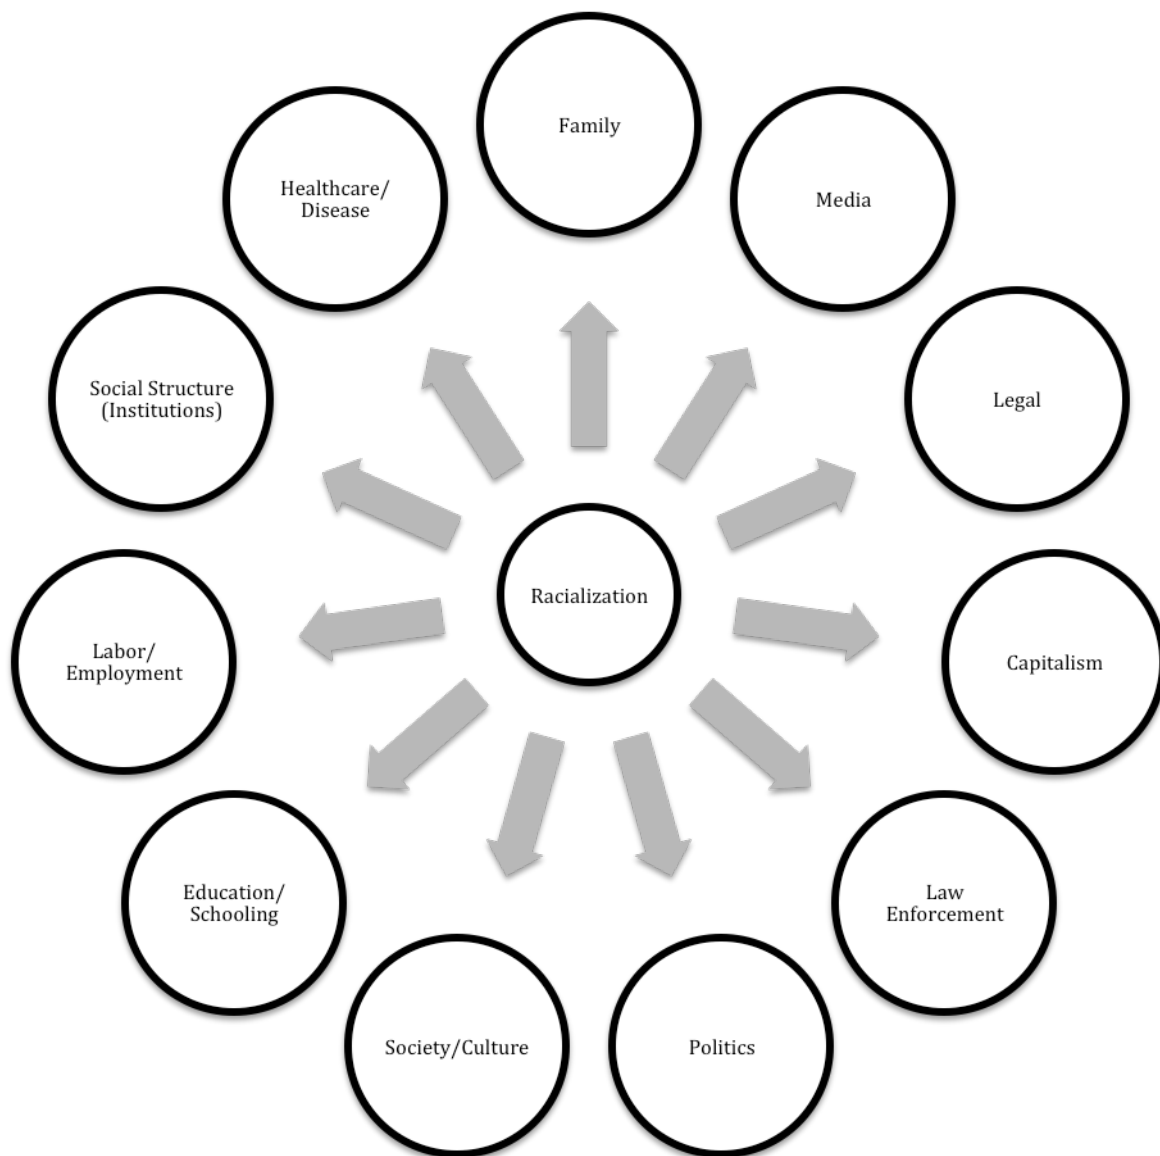 Family
Media
Legal
Capitalism
Law
Enforcement
Politics
Society/Culture
Education/
Schooling
Labor/
Employment
Social Structure
(Institutions)
Healthcare/
Disease
Racialization